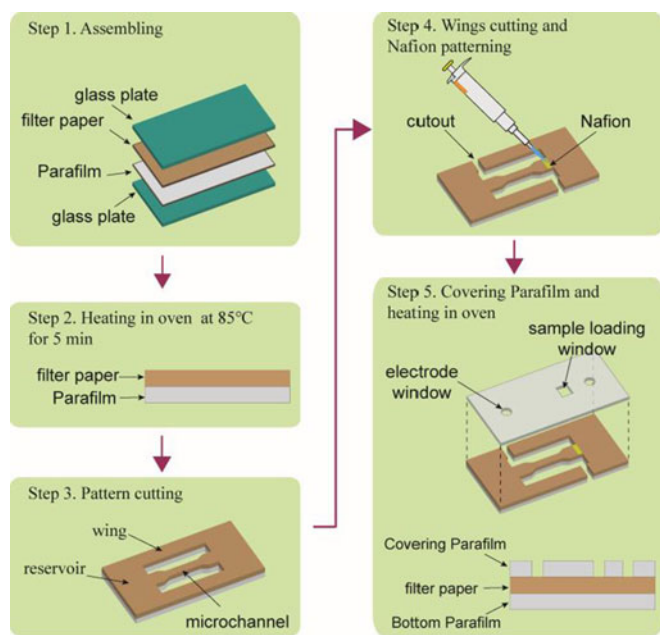 Step 1. Assembling
glass plate
filter paper
Parafilm
glass plate
Step 2. Heating in oven at 85℃
for 5 min
filter paper
Parafilm
Step 3. Pattern cutting
wing
reservoir
microchannel
Step 4. Wings cutting and
Nafion patterning
cutout
Nafion
Step 5. Covering Parafilm and
heating in oven
sample loading
window
electrode
window
Covering Parafilm
filter paper
Bottom Parafilm